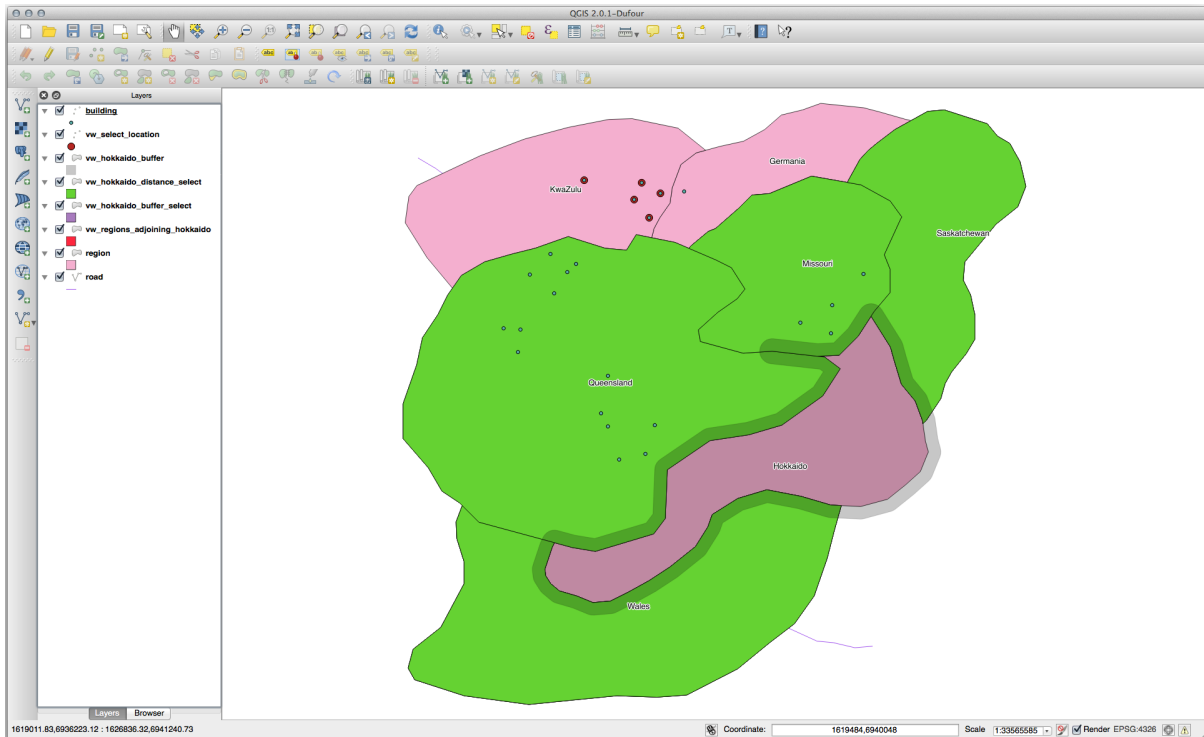 QGIS 2.0.1-Dufour
Layers
building
vw_select_location
vw_hokkaido_buffer
vw_hokkaido_distance_select
vw_hokkaido_buffer_select
vw_regions_adjoining_hokkaido
region
road
KwaZulu
Germania
Saskatchewan
Missouri
Queensland
Hokkaido
Wales
Layers
Browser
1619011.83,6936223.12 : 1626836.32,6941240.73
Coordinate:
1619484,6940048
Scale
1:33565585
Render
EPSG:4326